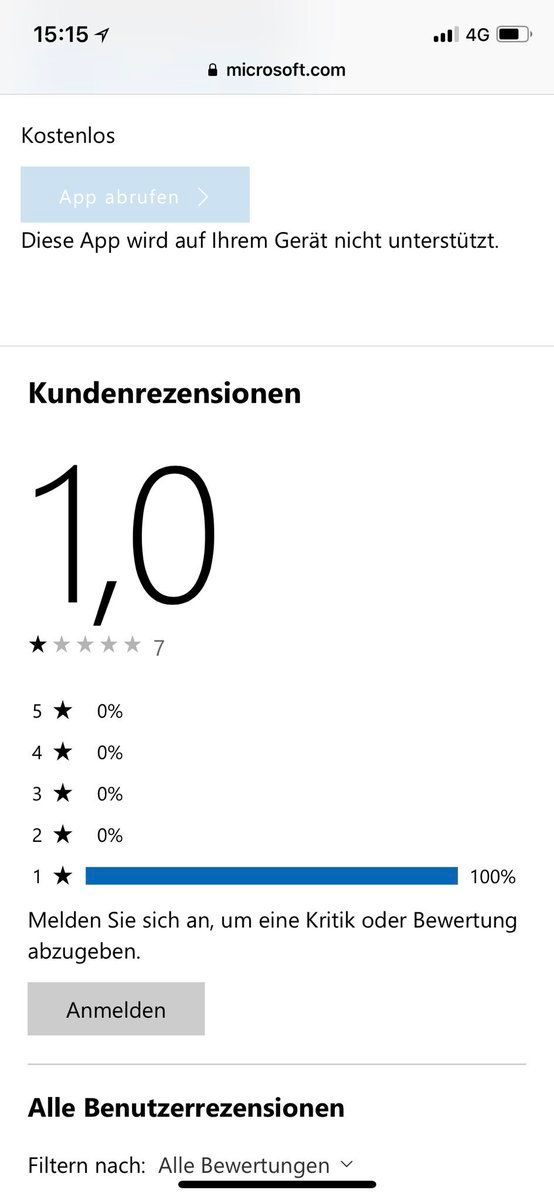 15:15 4G
microsoft.com
Kostenlos
App abrufen
Diese App wird auf Ihrem Gerät nicht unterstützt.
Kundenrezensionen
1,0
★★★★★ 7
5 ★ 0%
4 ★ 0%
3 ★ 0%
2 ★ 0%
1 ★ 100%
Melden Sie sich an, um eine Kritik oder Bewertung
abzugeben.
Anmelden
Alle Benutzerrezensionen
Filtern nach: Alle Bewertungen